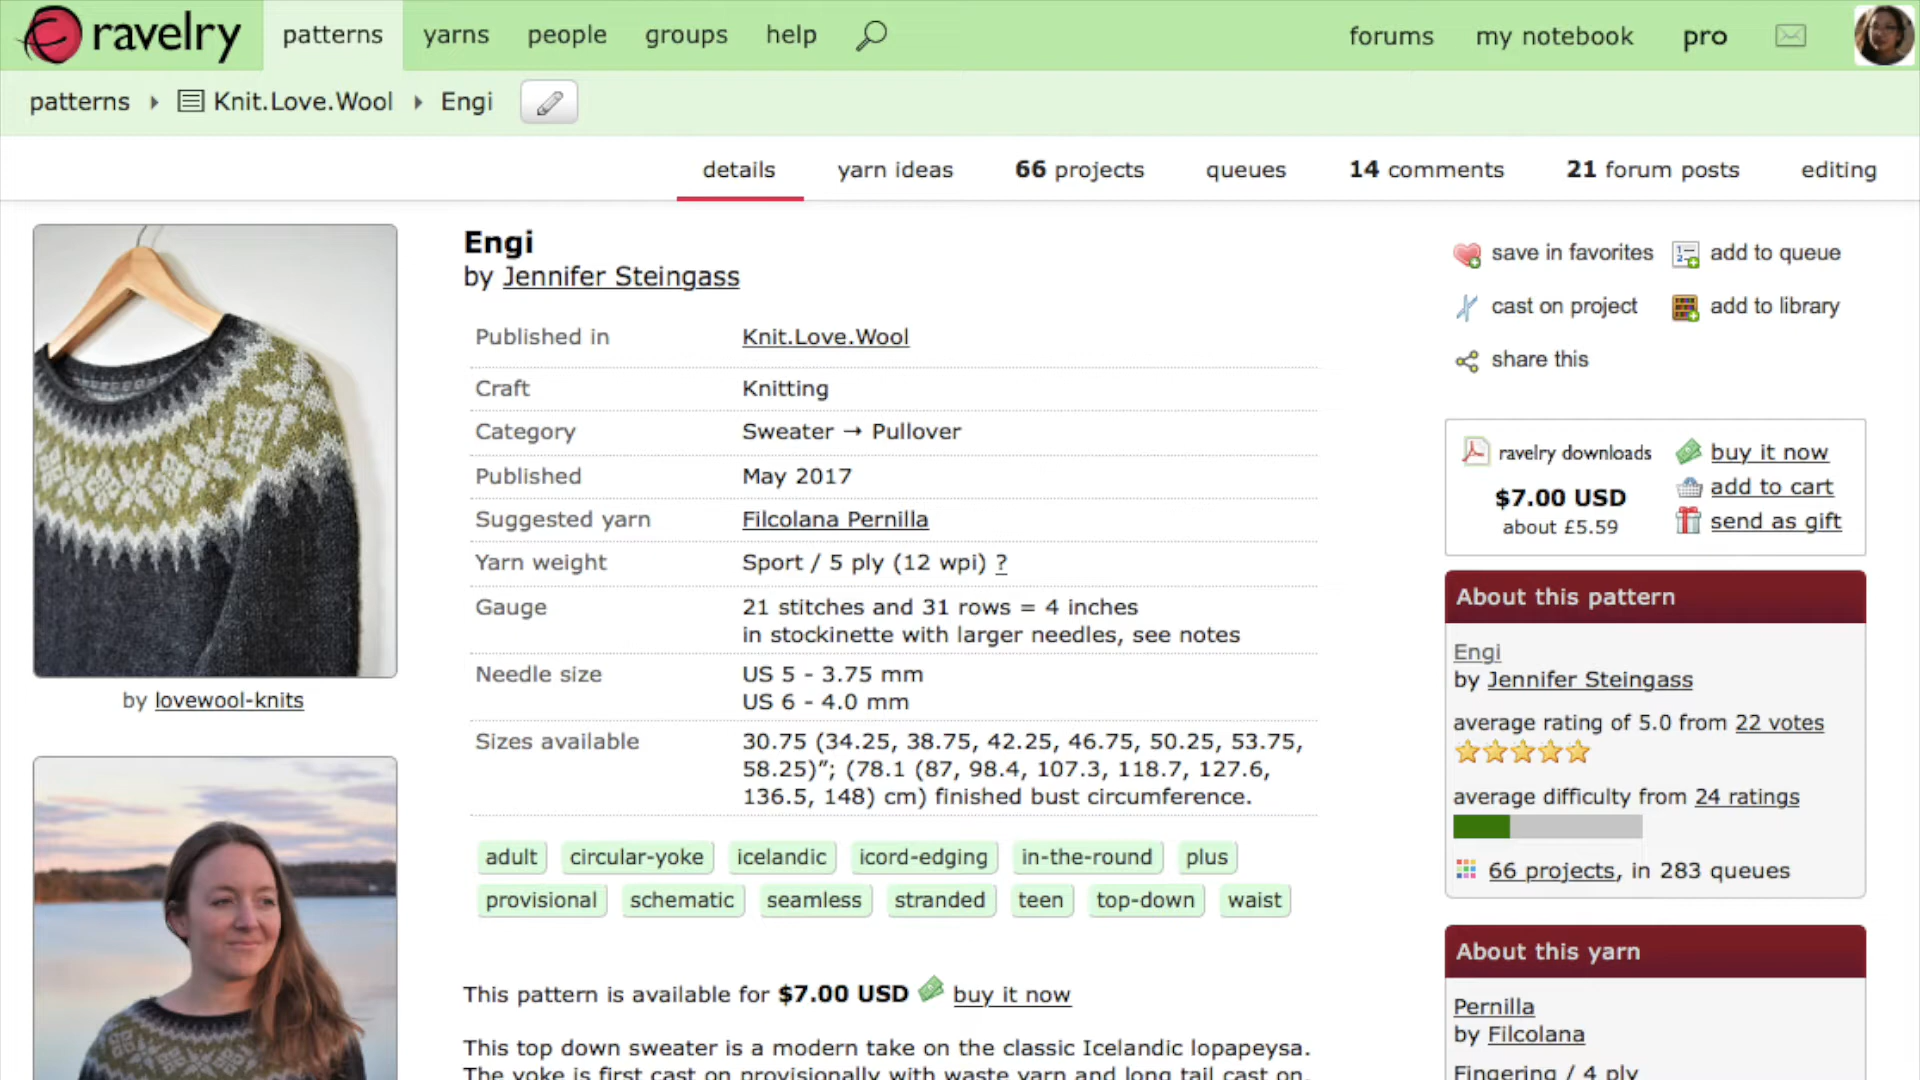 ravelry patterns yarns people groups help forums my notebook pro
patterns Knit.Love.Wool Engi
details yarn ideas 66 projects queues 14 comments 21 forum posts editing
by lovewool-knits
Engi
by Jennifer Steingass
Published in Knit.Love.Wool
Craft Knitting
Category Sweater → Pullover
Published May 2017
Suggested yarn Filcolana Pernilla
Yarn weight Sport / 5 ply (12 wpi) ?
Gauge 21 stitches and 31 rows = 4 inches
in stockinette with larger needles, see notes
Needle size US 5 - 3.75 mm
US 6 - 4.0 mm
Sizes available 30.75 (34.25, 38.75, 42.25, 46.75, 50.25, 53.75,
58.25)”; (78.1 (87, 98.4, 107.3, 118.7, 127.6,
136.5, 148) cm) finished bust circumference.
adult circular-yoke icelandic icord-edging in-the-round plus
provisional schematic seamless stranded teen top-down waist
This pattern is available for $7.00 USD buy it now
This top down sweater is a modern take on the classic Icelandic lopapeysa.
The yoke is first cast on provisionally with waste yarn and long tail cast on.
save in favorites add to queue
cast on project add to library
share this
ravelry downloads buy it now
$7.00 USD add to cart
about £5.59 send as gift
About this pattern
Engi
by Jennifer Steingass
average rating of 5.0 from 22 votes
average difficulty from 24 ratings
66 projects, in 283 queues
About this yarn
Pernilla
by Filcolana
Fingering / 4 ply